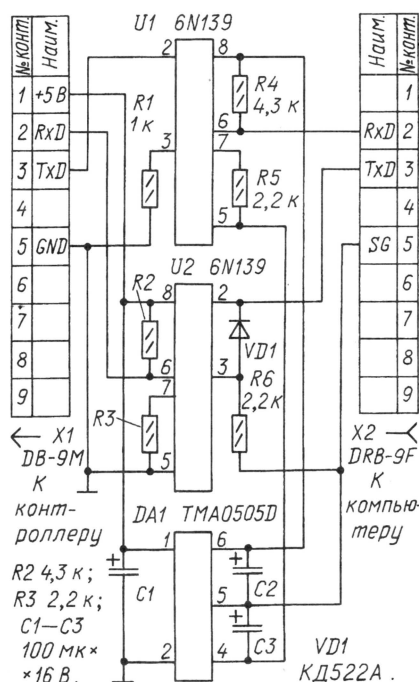 №конт.
Наим.
1 +5 В
2 RxD
3 TxD
4
5 GND
6
7
8
9
X1
DB-9M
К
конт-
роллеру
R2 4,3 к;
R3 2,2 к;
C1—C3
100 мк×
×16 В.
U1 6N139
2
8
R1
1 к
R4
4,3 к
6
3
7
R5
2,2 к
5
U2 6N139
R2
8
2
VD1
6
3
R6
2,2 к
7
R3
5
DA1 TMA0505D
1
6
C1
C2
5
2
4
C3
VD1
КД522А.
Наим.
№конт.
1
RxD 2
TxD 3
4
SG 5
6
7
8
9
X2
DRB-9F
К
компью-
теру